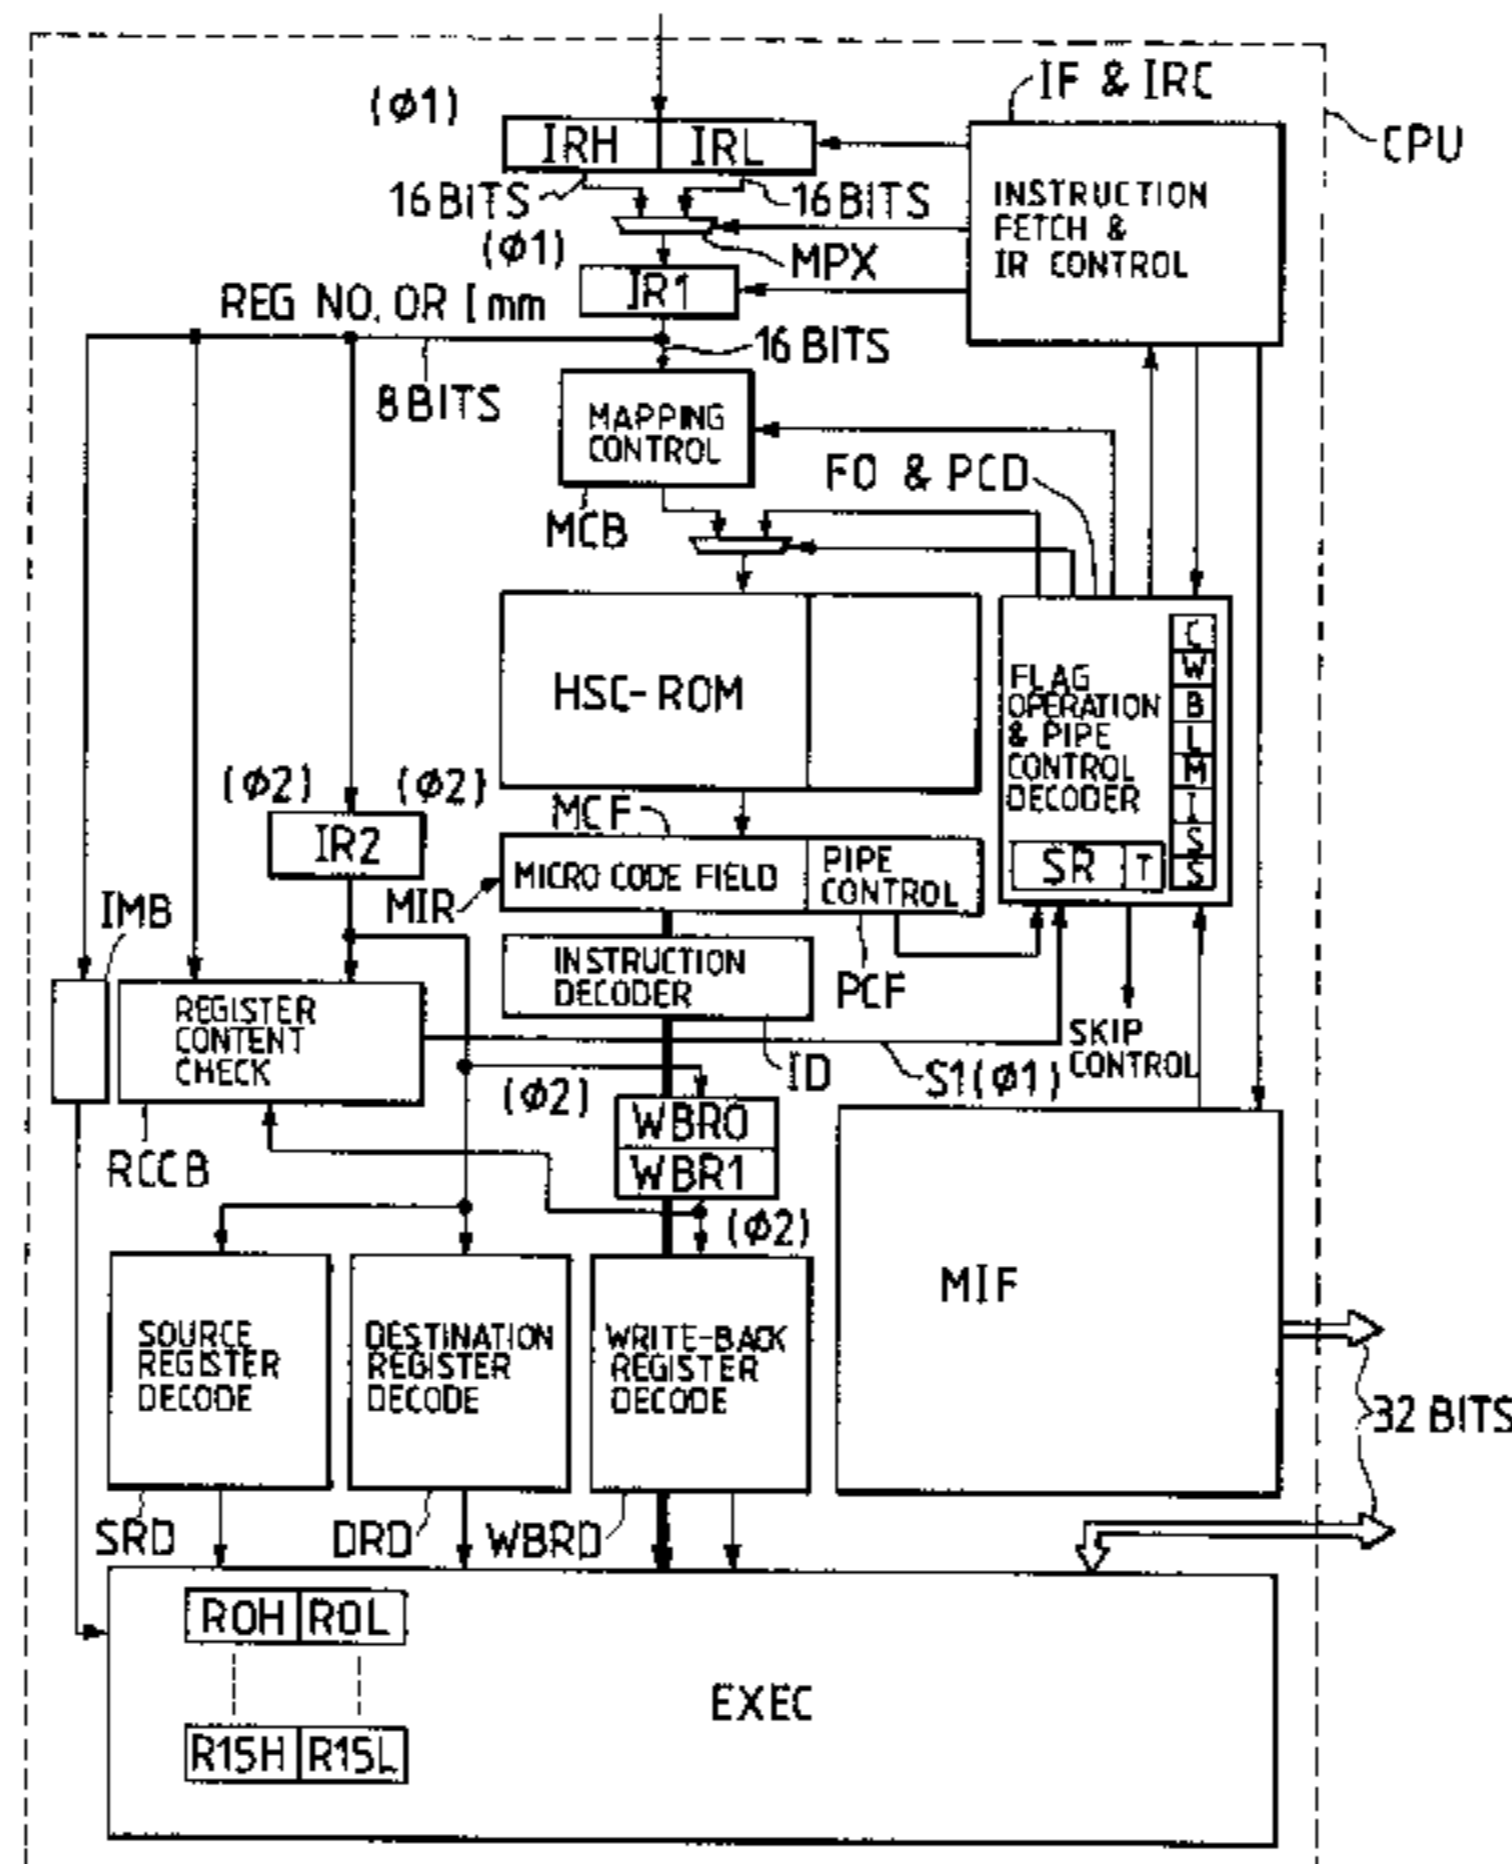 IF & IRC
(ϕ1)
CPU
IRH IRL
INSTRUCTION
FETCH &
IR CONTROL
16 BITS
16 BITS
(ϕ1)
MPX
IR1
REG NO. OR Imm
16 BITS
8 BITS
MAPPING
CONTROL
FO & PCD
MCB
HSC-ROM
FLAG
OPERATION
& PIPE
CONTROL
DECODER
C
W
B
L
M
I
S
S
SR T
(ϕ2)
(ϕ2)
IR2
MCF
MICRO CODE FIELD
PIPE
CONTROL
MIR
IMB
INSTRUCTION
DECODER
PCF
REGISTER
CONTENT
CHECK
SKIP
CONTROL
ID
S1(ϕ1)
(ϕ2)
WBR0
WBR1
RCCB
(ϕ2)
MIF
SOURCE
REGISTER
DECODE
DESTINATION
REGISTER
DECODE
WRITE-BACK
REGISTER
DECODE
32 BITS
SRD
DRD
WBRD
R0H R0L
EXEC
R15H R15L